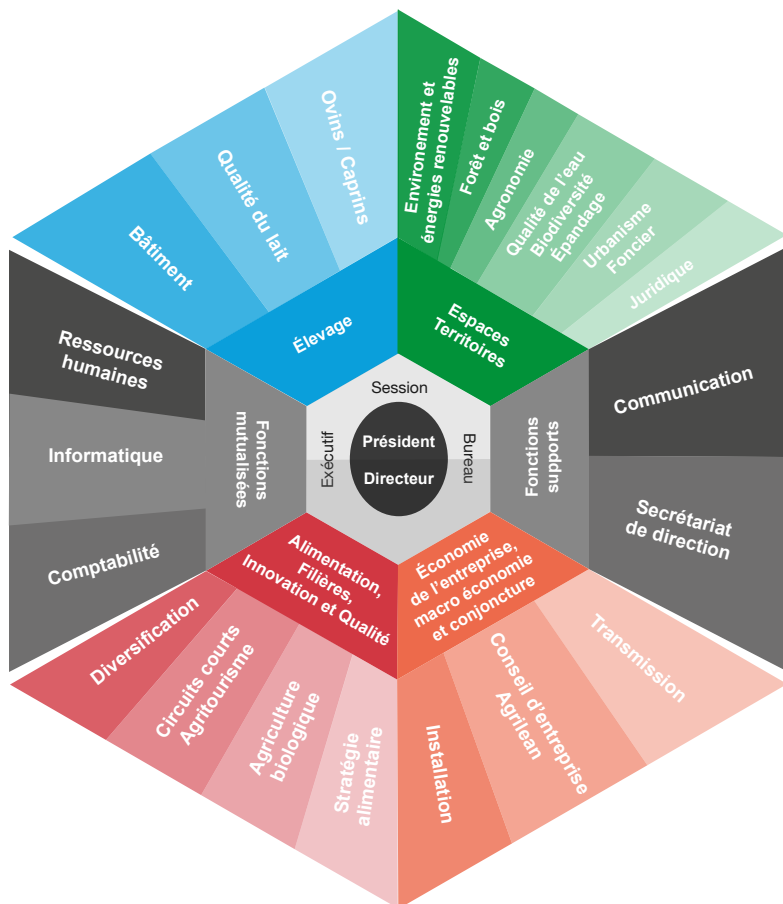 Ovins / Caprins
Qualité du lait
Bâtiment
Élevage
Environement et
énergies renouvelables
Forêt et bois
Agronomie
Qualité de l'eau
Biodiversité
Épandage
Urbanisme
Foncier
Juridique
Espaces
Territoires
Ressources
humaines
Informatique
Comptabilité
Fonctions
mutualisées
Session
Exécutif
Président
Directeur
Bureau
Fonctions
supports
Communication
Secrétariat
de direction
Alimentation,
Filières,
Innovation et Qualité
Économie
de l'entreprise,
macro économie
et conjoncture
Diversification
Circuits courts
Agritourisme
Agriculture
biologique
Stratégie
alimentaire
Installation
Conseil d'entreprise
Agrilean
Transmission